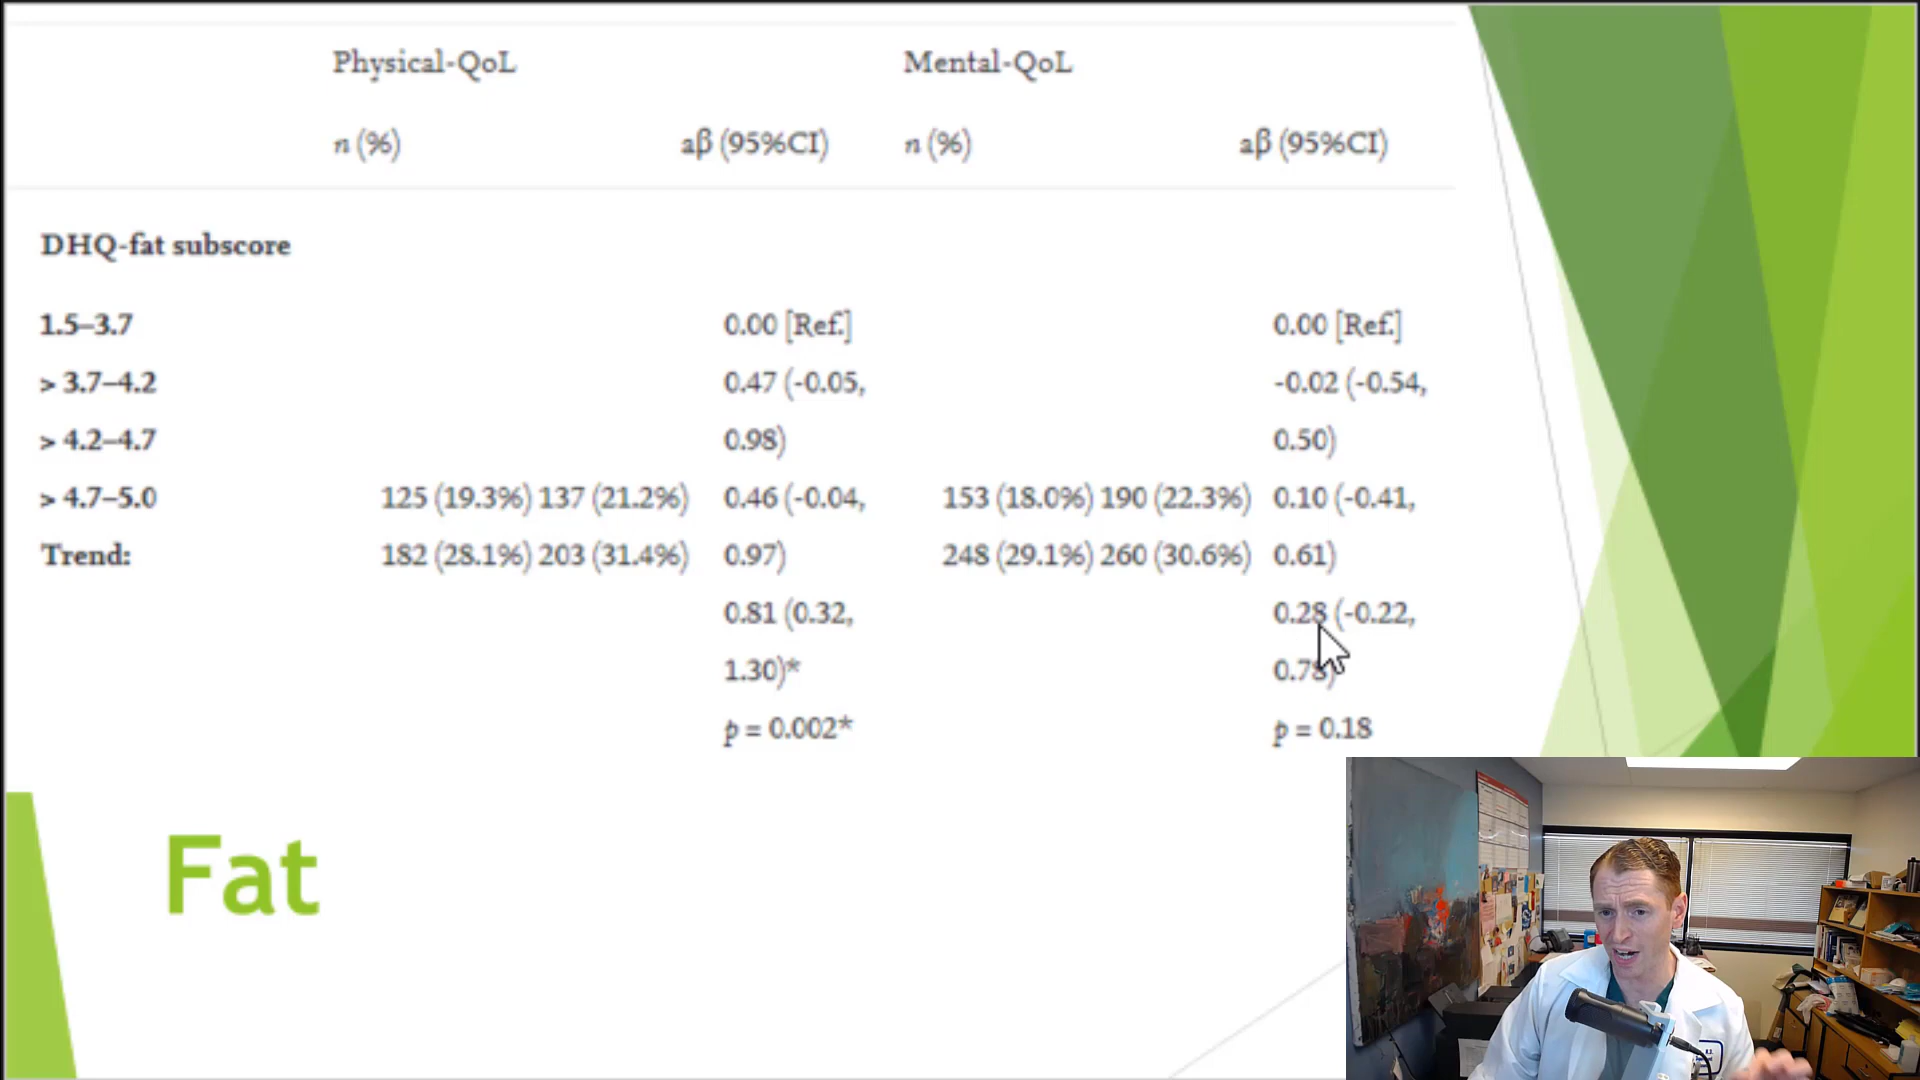 Physical-QoL Mental-QoL
n (%) aβ (95%CI) n (%) aβ (95%CI)
DHQ-fat subscore
1.5–3.7 0.00 [Ref.] 0.00 [Ref.]
> 3.7–4.2 0.47 (-0.05, -0.02 (-0.54,
> 4.2–4.7 0.98) 0.50)
> 4.7–5.0 125 (19.3%) 137 (21.2%) 0.46 (-0.04, 153 (18.0%) 190 (22.3%) 0.10 (-0.41,
Trend: 182 (28.1%) 203 (31.4%) 0.97) 248 (29.1%) 260 (30.6%) 0.61)
0.81 (0.32, 0.28 (-0.22,
1.30)* 0.78)
p = 0.002* p = 0.18
Fat